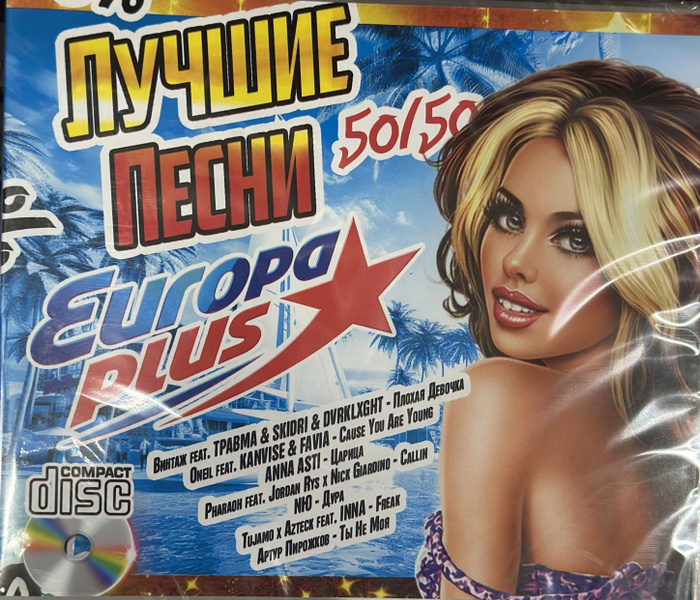 %
ЛУЧШИЕ
ПЕСНИ
50/50
EUROPA
PLUS
ВИНТАЖ FEAT. ТРАВМА & SKIDRI & DVRKLXGHT - ПЛОХАЯ ДЕВОЧКА
ONEIL FEAT. KANVISE & FAVIA - CAUSE YOU ARE YOUNG
ANNA ASTI - ЦАРИЦА
PHARAOH FEAT. JORDAN RYS X NICK GIARDINO - CALLIN
NЮ - ДУРА
TUJAMO X AZTECK FEAT. INNA - FREAK
АРТУР ПИРОЖКОВ - ТЫ НЕ МОЯ
COMPACT
disc